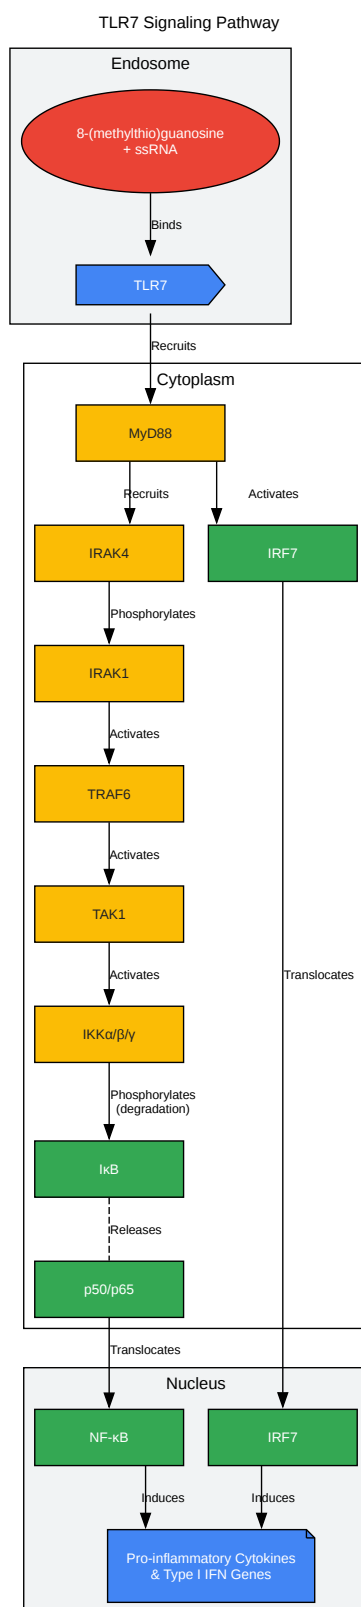 TLR7 Signaling Pathway
Endosome
8-(methylthio)guanosine
+ ssRNA
Binds
TLR7
Recruits
Cytoplasm
MyD88
Recruits
Activates
IRAK4
IRF7
Phosphorylates
IRAK1
Activates
TRAF6
Activates
TAK1
Activates
Translocates
IKKα/β/γ
Phosphorylates
(degradation)
IκB
Releases
p50/p65
Translocates
Nucleus
NF-κB
IRF7
Induces
Induces
Pro-inflammatory Cytokines
& Type I IFN Genes